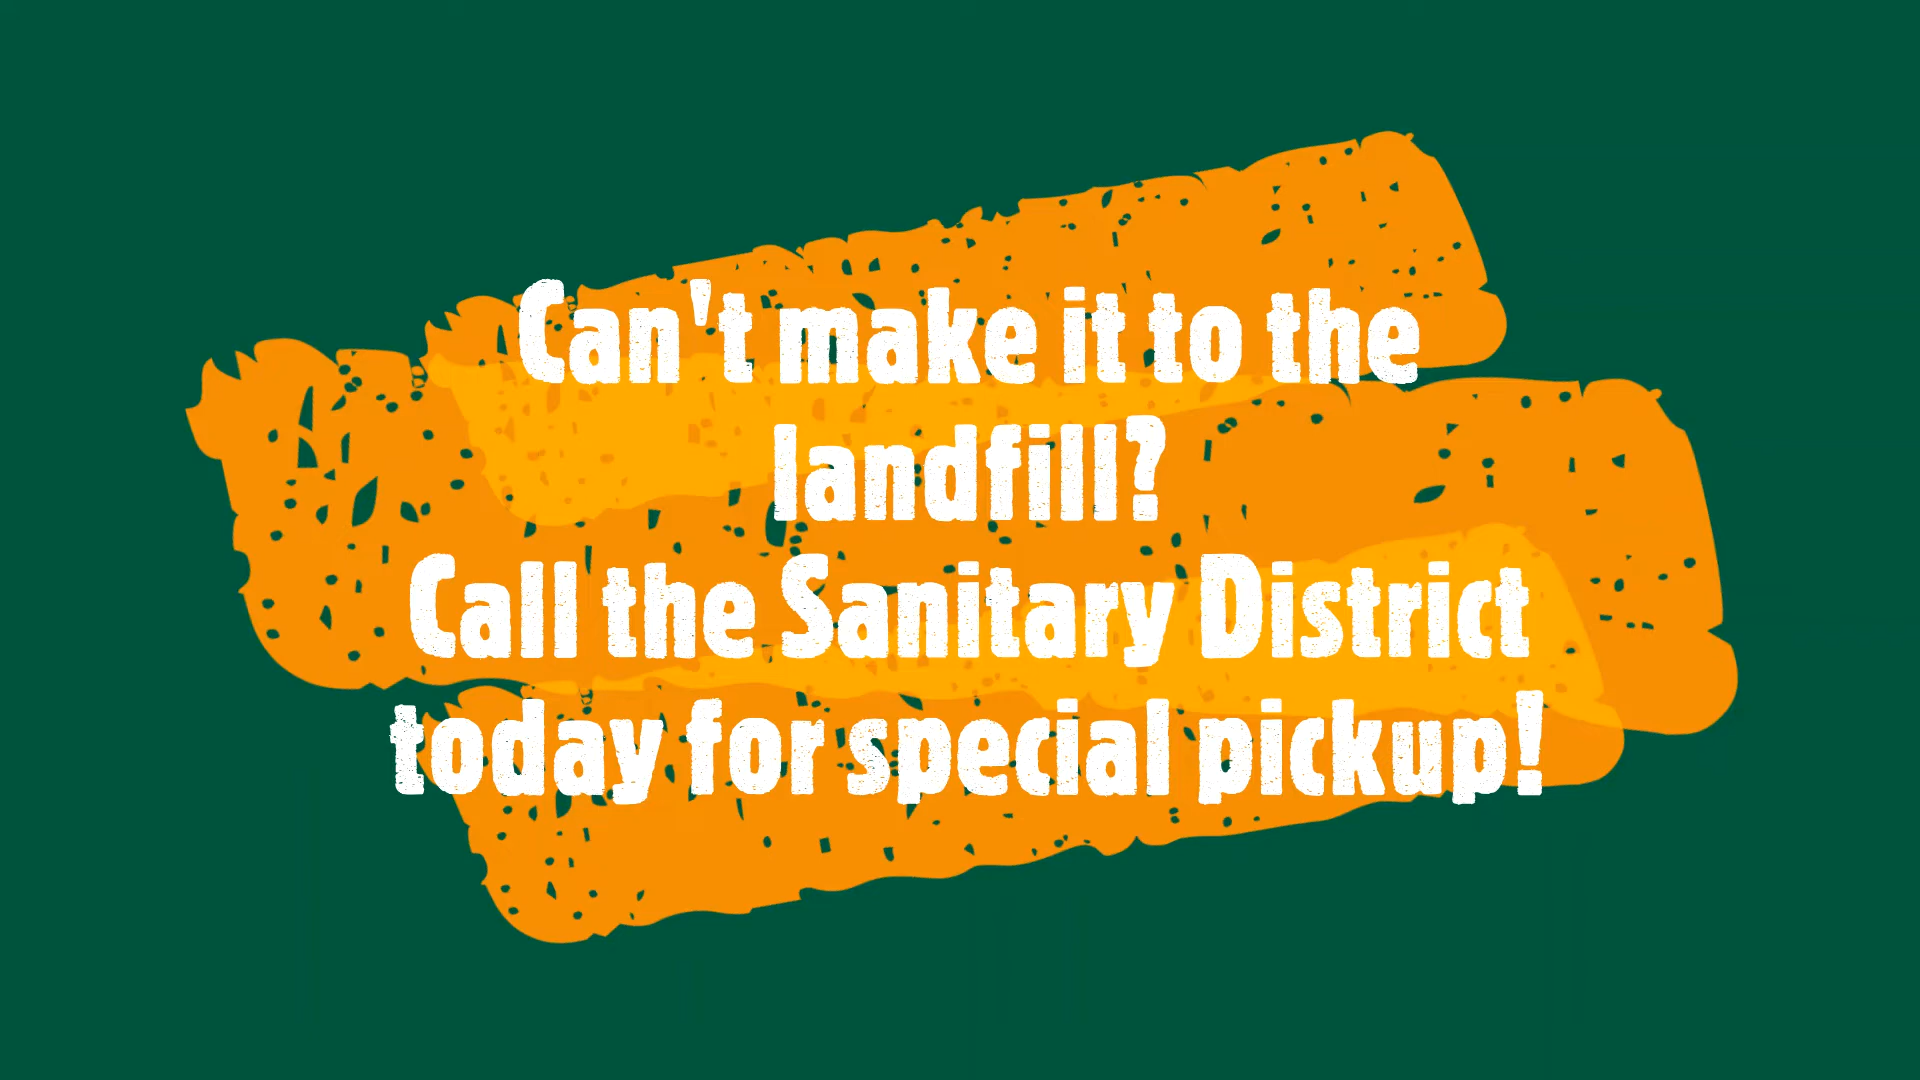 Can't make it to the
landfill?
Call the Sanitary District
today for special pickup!